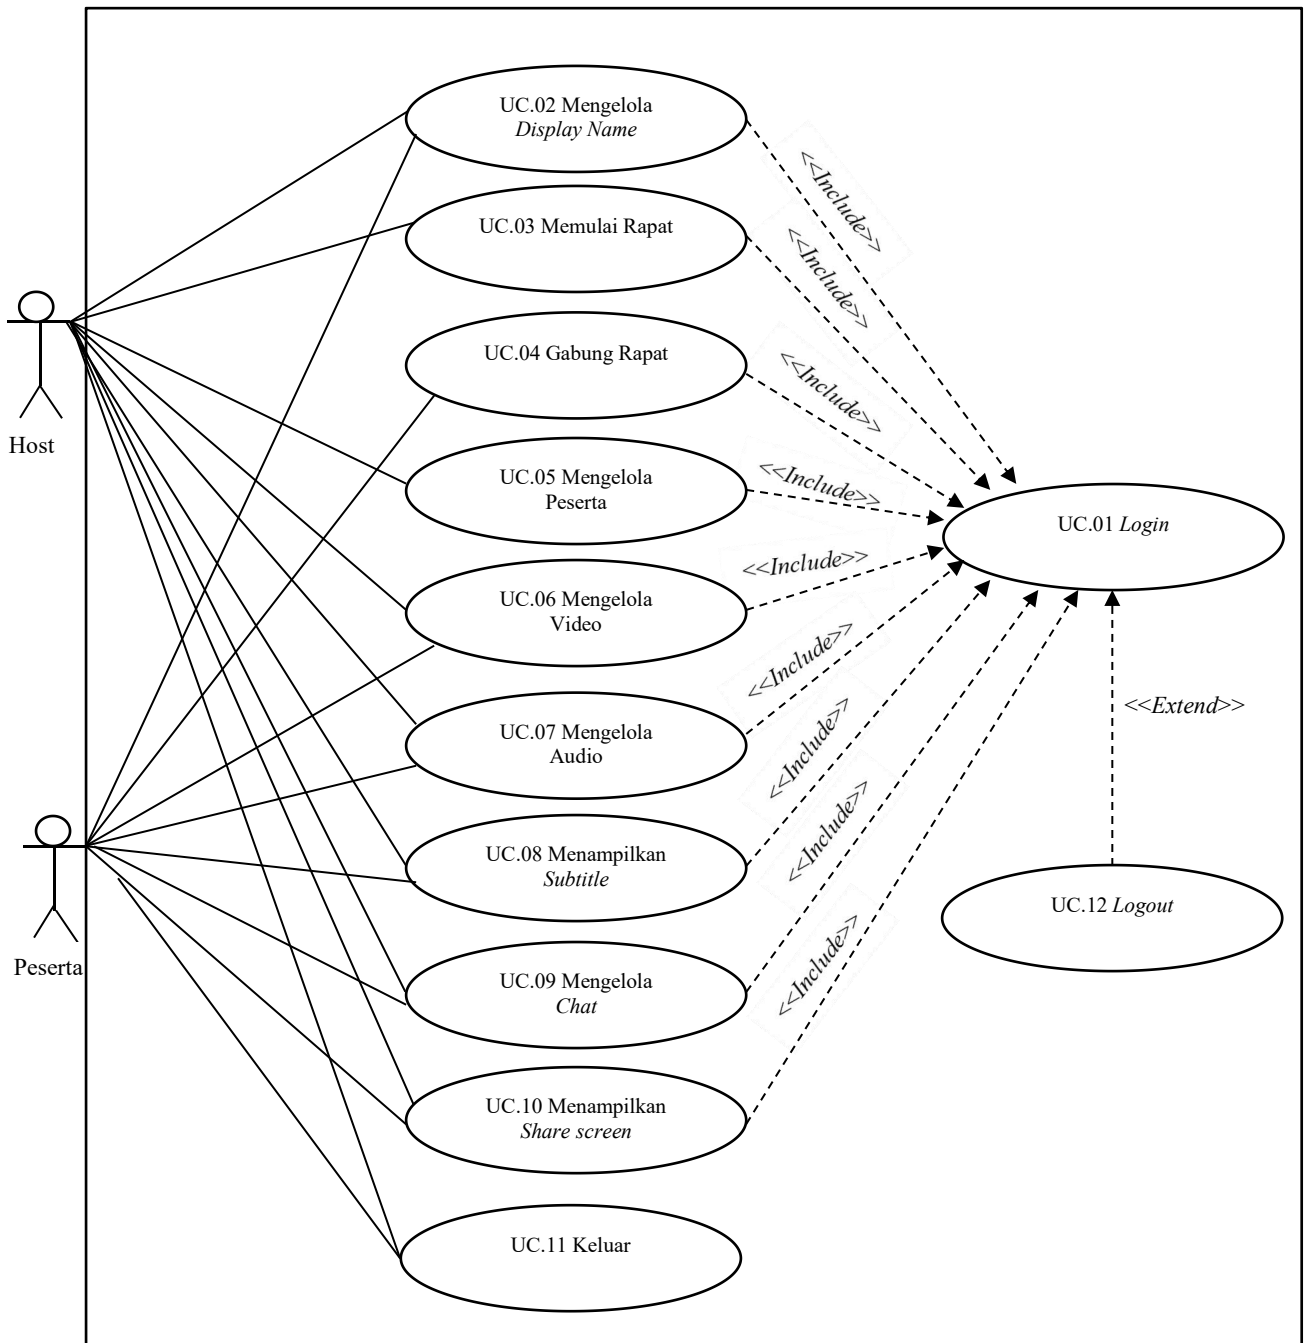 UC.02 Mengelola
Display Name
<<Include>>
UC.03 Memulai Rapat
<<Include>>
Host
UC.04 Gabung Rapat
<<Include>>
UC.05 Mengelola
Peserta
<<Include>>
UC.01 Login
UC.06 Mengelola
Video
<<Include>>
UC.07 Mengelola
Audio
<<Include>>
<<Extend>>
UC.08 Menampilkan
Subtitle
<<Include>>
UC.12 Logout
Peserta
UC.09 Mengelola
Chat
<<Include>>
UC.10 Menampilkan
Share screen
<<Include>>
UC.11 Keluar